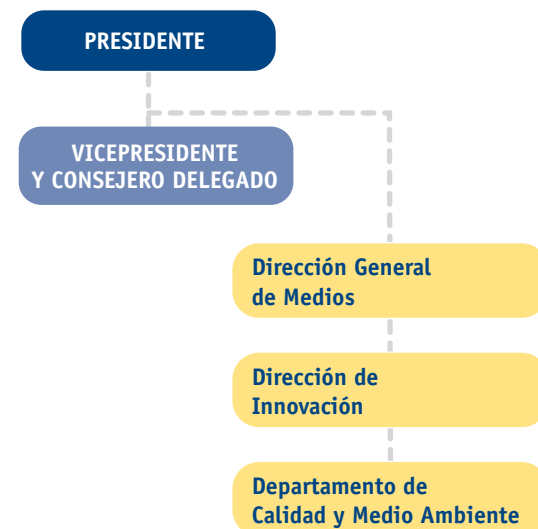 PRESIDENTE
VICEPRESIDENTE
Y CONSEJERO DELEGADO
Dirección General
de Medios
Dirección de
Innovación
Departamento de
Calidad y Medio Ambiente